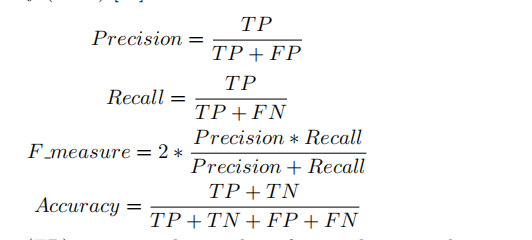 Precision = TP / TP + FP
Recall = TP / TP + FN
F_measure = 2 * Precision * Recall / Precision + Recall
Accuracy = TP + TN / TP + TN + FP + FN